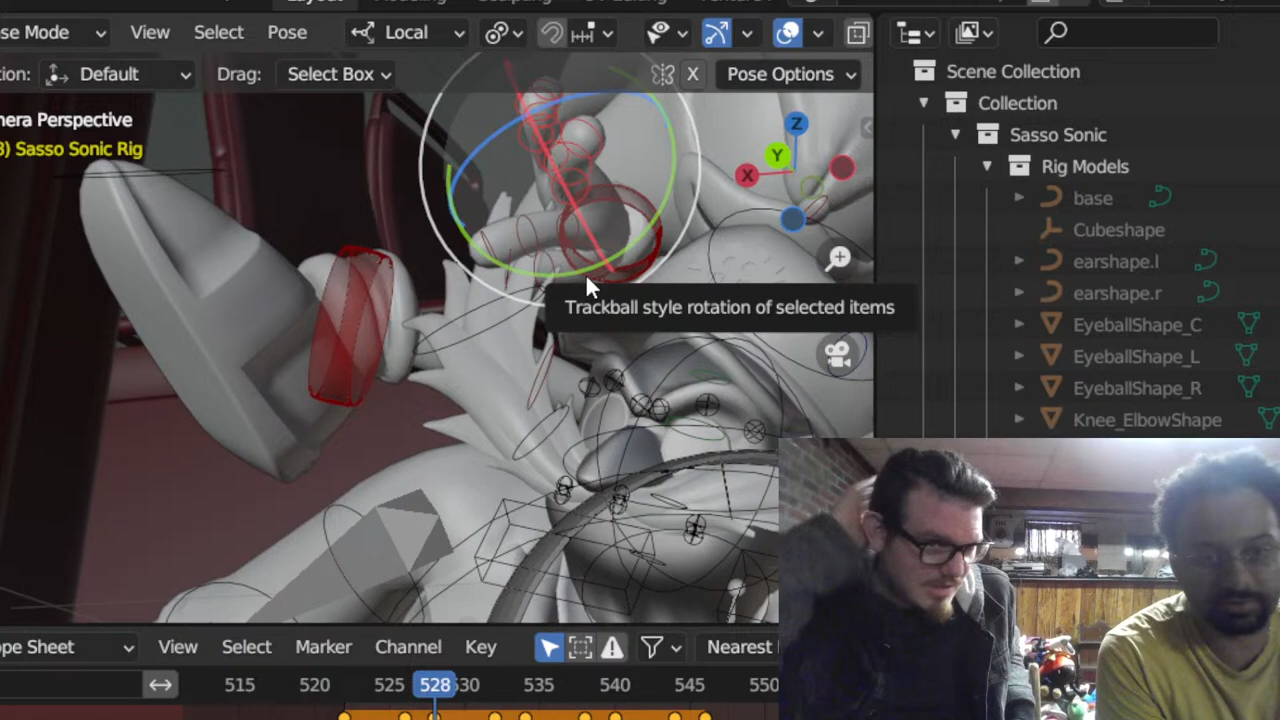 se Mode View Select Pose Local
ion: Default Drag: Select Box X Pose Options
nera Perspective
3) Sasso Sonic Rig
Z
Y
X
Trackball style rotation of selected items
Scene Collection
Collection
Sasso Sonic
Rig Models
base
Cubeshape
earshape.l
earshape.r
EyeballShape_C
EyeballShape_L
EyeballShape_R
Knee_ElbowShape
pe Sheet View Select Marker Channel Key Nearest
515 520 525 528 530 535 540 545 550